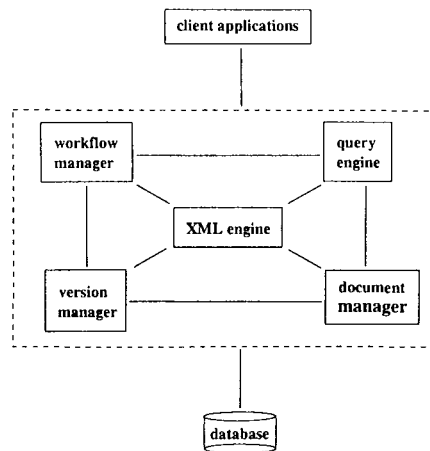 client applications
workflow
manager
query
engine
XML engine
version
manager
document
manager
database